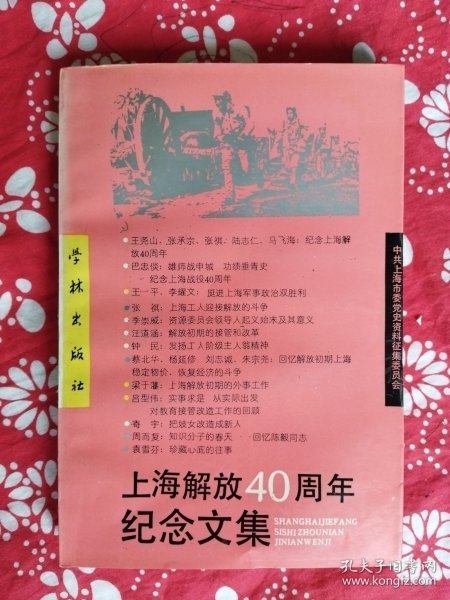 王尧山、张承宗、张祺、陆志仁、马飞海：纪念上海解
放40周年
巴忠倓：雄师战申城 功绩垂青史
纪念上海战役40周年
王一平、李耀文：挺进上海军事政治双胜利
张祺：上海工人迎接解放的斗争
李崇威：资源委员会领导人起义始末及其意义
汪道涵：解放初期的接管和改革
钟民：发扬工人阶级主人翁精神
蔡北华、杨延修 刘志诚、朱宗尧：回忆解放初期上海
稳定物价、恢复经济的斗争
梁于藩：上海解放初期的外事工作
吕型伟：实事求是 从实际出发
对教育接管改造工作的回顾
奇宇：把妓女改造成新人
周而复：知识分子的春天 回忆陈毅同志
袁雪芬：珍藏心底的往事
学林出版社
中共上海市委党史资料征集委员会
上海解放40周年
纪念文集
SHANGHAIJIEFANG
SISHIZHOUNIAN
JINIANWENJI
孔夫子旧书网
www.kongfz.com